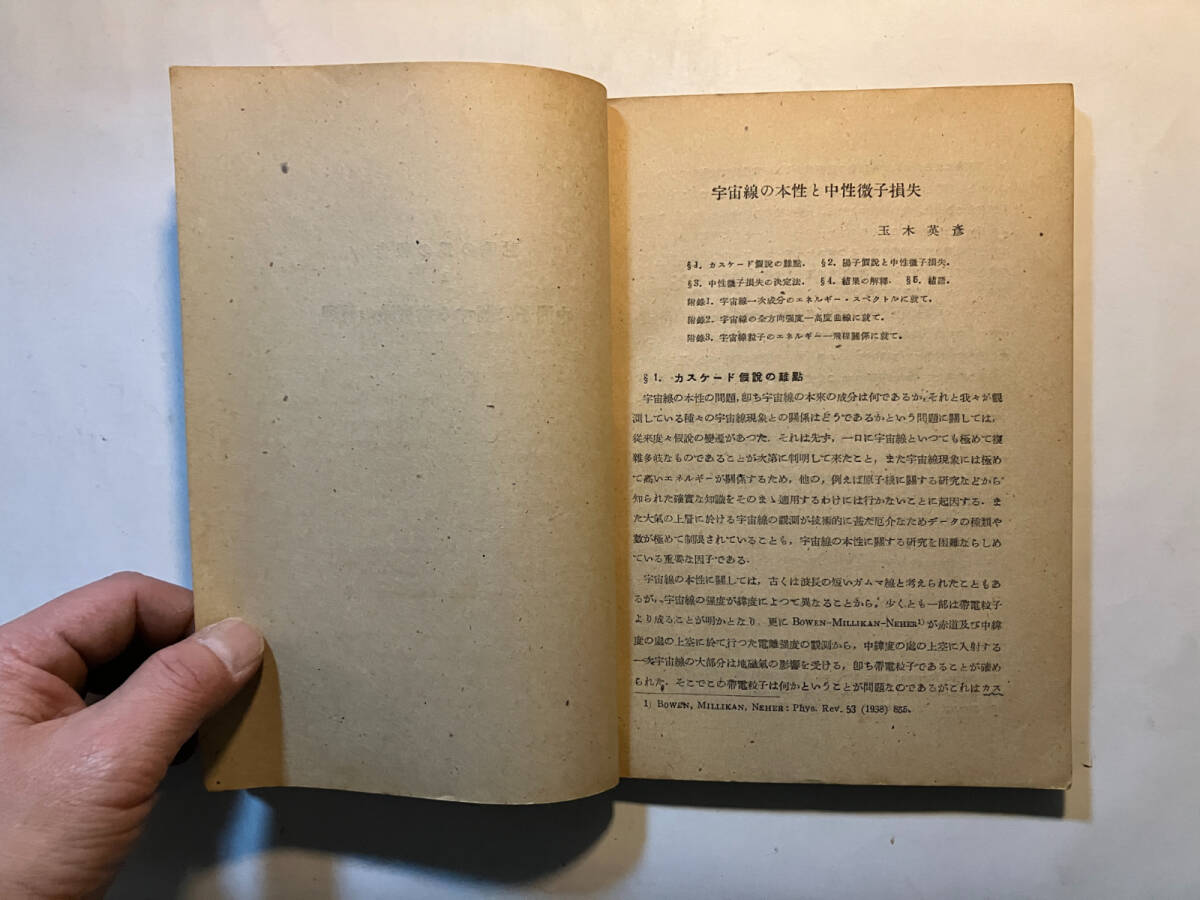 宇宙線の本性と中性微子損失
玉木英彦
§1. カスケード假説の難點. §2. 陽子假說と中性微子損失.
§3. 中性微子損失の決定法. §4. 結果の解釋. §5. 結語.
附錄1. 宇宙線一次成分のエネルギー・スペクトルに就て.
附錄2. 宇宙線の全方向强度—高度曲線に就て.
附錄3. 宇宙線粒子のエネルギー—飛程關係に就て.
§1. カスケード假說の難點
宇宙線の本性の問題, 卽ち宇宙線の本來の成分は何であるか, それと我々が觀
測している種々の宇宙線現象との關係はどうであるかという問題に關しては,
從來度々假說の變遷があつた. それは先ず, 一口に宇宙線といつても極めて複
雜多岐なものであることが次第に判明して來たこと, また宇宙線現象には極め
て高いエネルギーが關係するため, 他の, 例えば原子核に關する研究などから
知られた確實な知識をそのまゝ適用するわけには行かないことに起因する. ま
た大氣の上層に於ける宇宙線の觀測が技術的に甚だ厄介なためデータの種類や
數が極めて制限されていることも, 宇宙線の本性に關する研究を困難ならしめ
ている重要な因子である.
宇宙線の本性に關しては, 古くは波長の短いガムマ線と考えられたこともあ
るが, 宇宙線の强度が緯度によつて異なることから, 少くとも一部は帶電粒子
より成ることが明かとなり, 更に BOWEN-MILLIKAN-NEHER1) が赤道及び中緯
度の處の上空に於て行つた電離强度の觀測から, 中緯度の處の上空に入射する
一次宇宙線の大部分は地磁氣の影響を受ける, 卽ち帶電粒子であることが確め
られた. そこでこの帶電粒子は何かということが問題なのであるがこれはカス
1) BOWEN, MILLIKAN, NEHER: Phys. Rev. 53 (1938) 855.